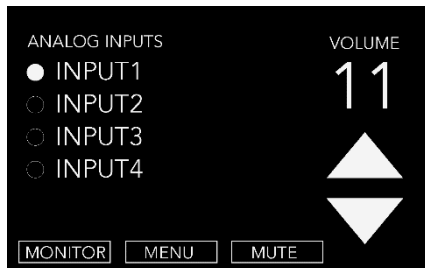 ANALOG INPUTS
INPUT1
INPUT2
INPUT3
INPUT4
VOLUME
11
MONITOR
MENU
MUTE